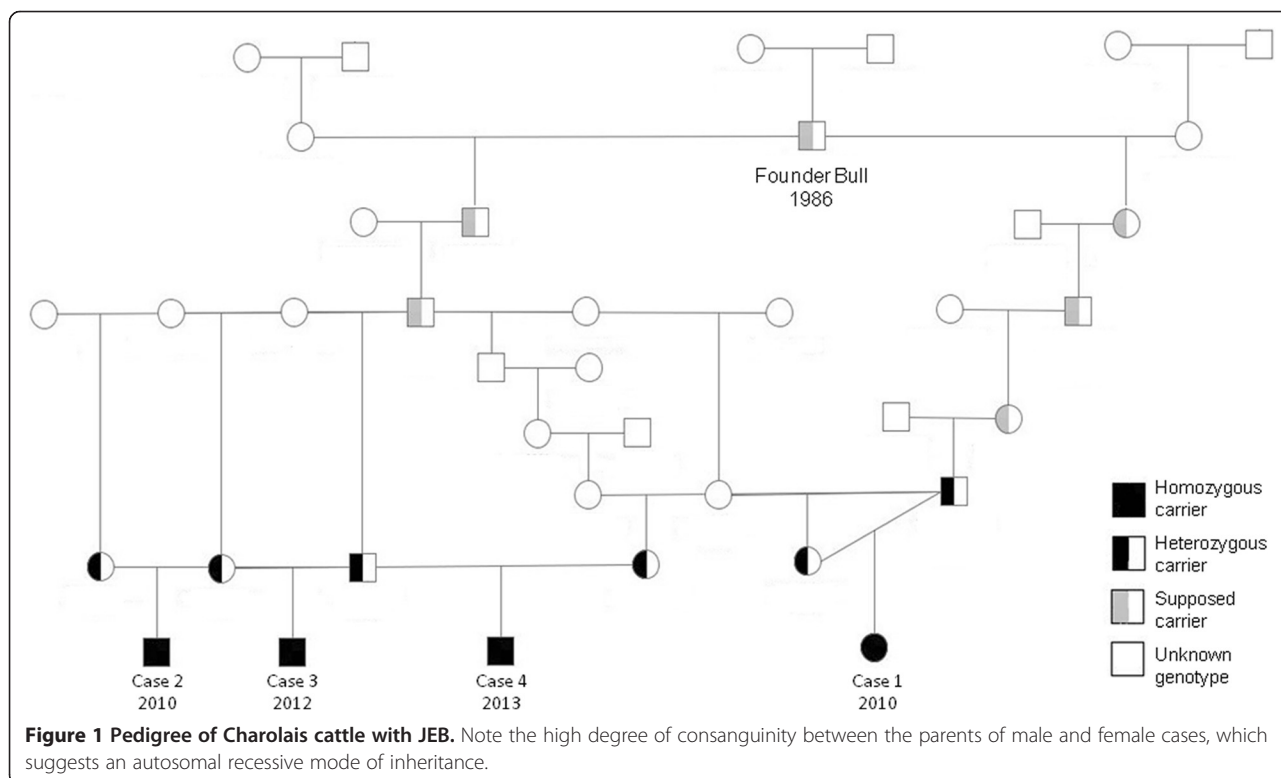 Founder Bull
1986
Homozygous
carrier
Heterozygous
carrier
Supposed
carrier
Unknown
genotype
Case 2
2010
Case 3
2012
Case 4
2013
Case 1
2010
Figure 1 Pedigree of Charolais cattle with JEB. Note the high degree of consanguinity between the parents of male and female cases, which
suggests an autosomal recessive mode of inheritance.